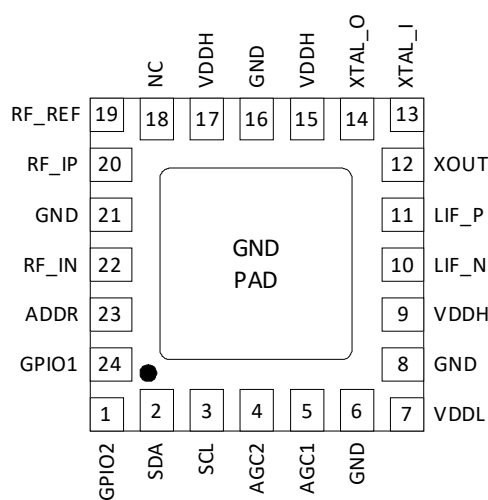 NC
VDDH
GND
VDDH
XTAL_O
XTAL_I
RF_REF 19 18 17 16 15 14 13
RF_IP 20 12 XOUT
GND 21 11 LIF_P
RF_IN 22 10 LIF_N
ADDR 23 9 VDDH
GPIO1 24 8 GND
1 2 3 4 5 6 7 VDDL
GND
PAD
GPIO2
SDA
SCL
AGC2
AGC1
GND